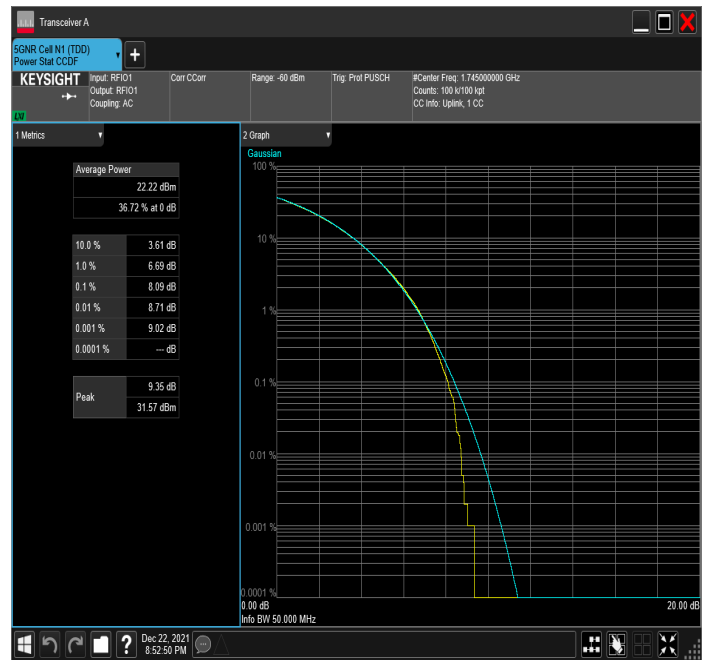 Transceiver A
5GNR Cell N1 (TDD)
Power Stat CCDF
KEYSIGHT
LXI
Input: RFIO1
Output: RFIO1
Coupling: AC
Corr CCorr
Range: -60 dBm
Trig: Prot PUSCH
#Center Freq: 1.745000000 GHz
Counts: 100 k/100 kpt
CC Info: Uplink, 1 CC
1 Metrics
Average Power
22.22 dBm
36.72 % at 0 dB
10.0 % 3.61 dB
1.0 % 6.69 dB
0.1 % 8.09 dB
0.01 % 8.71 dB
0.001 % 9.02 dB
0.0001 % --- dB
Peak
9.35 dB
31.57 dBm
2 Graph
Gaussian
100 %
10 %
1 %
0.1 %
0.01 %
0.001 %
0.0001 %
0.00 dB
20.00 dB
Info BW 50.000 MHz
Dec 22, 2021
8:52:50 PM